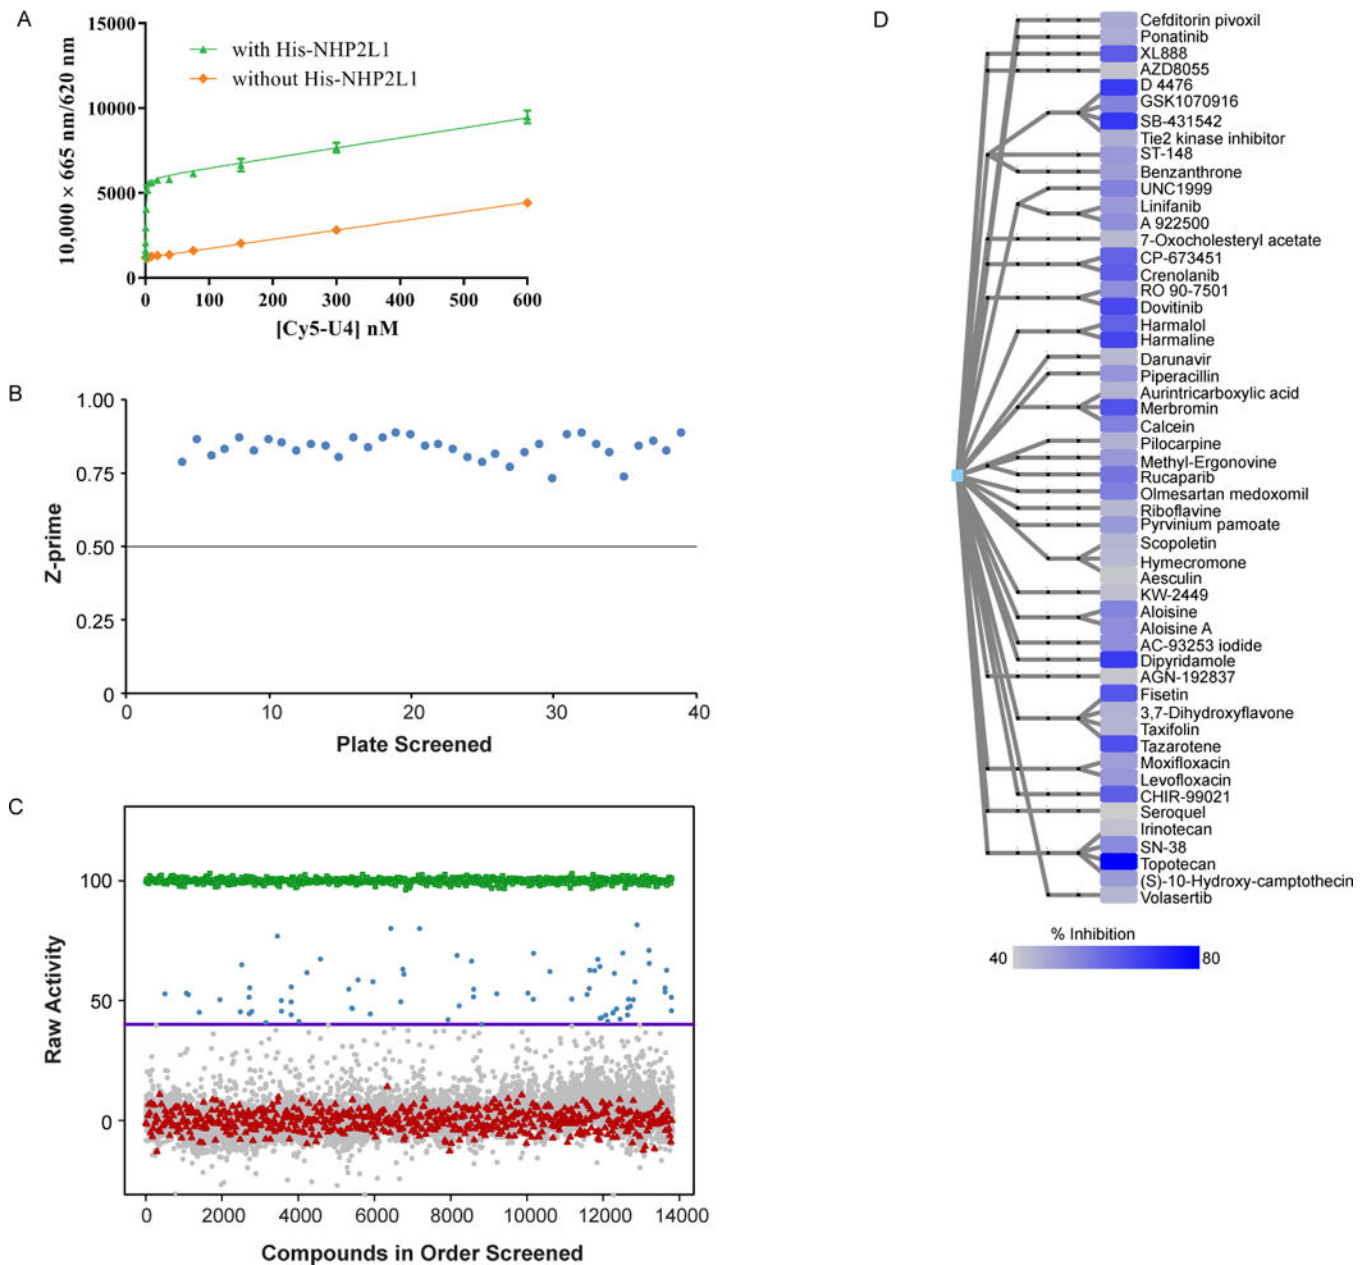 A
15000
10000
5000
0
10,000 × 665 nm/620 nm
with His-NHP2L1
without His-NHP2L1
0 100 200 300 400 500 600
[Cy5-U4] nM
B
1.00
0.75
0.50
0.25
0
Z-prime
0 10 20 30 40
Plate Screened
C
100
50
0
Raw Activity
0 2000 4000 6000 8000 10000 12000 14000
Compounds in Order Screened
D
Cefditorin pivoxil
Ponatinib
XL888
AZD8055
D 4476
GSK1070916
SB-431542
Tie2 kinase inhibitor
ST-148
Benzanthrone
UNC1999
Linifanib
A 922500
7-Oxocholesteryl acetate
CP-673451
Crenolanib
RO 90-7501
Dovitinib
Harmalol
Harmaline
Darunavir
Piperacillin
Aurintricarboxylic acid
Merbromin
Calcein
Pilocarpine
Methyl-Ergonovine
Rucaparib
Olmesartan medoxomil
Riboflavine
Pyrvinium pamoate
Scopoletin
Hymecromone
Aesculin
KW-2449
Aloisine
Aloisine A
AC-93253 iodide
Dipyridamole
AGN-192837
Fisetin
3,7-Dihydroxyflavone
Taxifolin
Tazarotene
Moxifloxacin
Levofloxacin
CHIR-99021
Seroquel
Irinotecan
SN-38
Topotecan
(S)-10-Hydroxy-camptothecin
Volasertib
% Inhibition
40 80